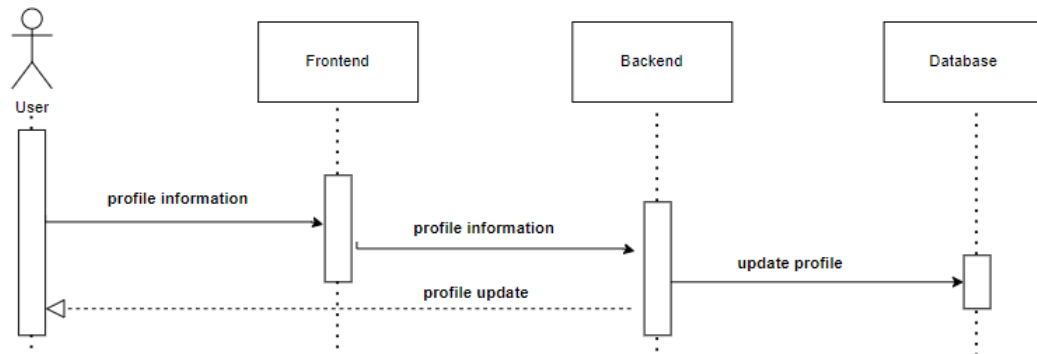 User
Frontend
Backend
Database
profile information
profile information
update profile
profile update